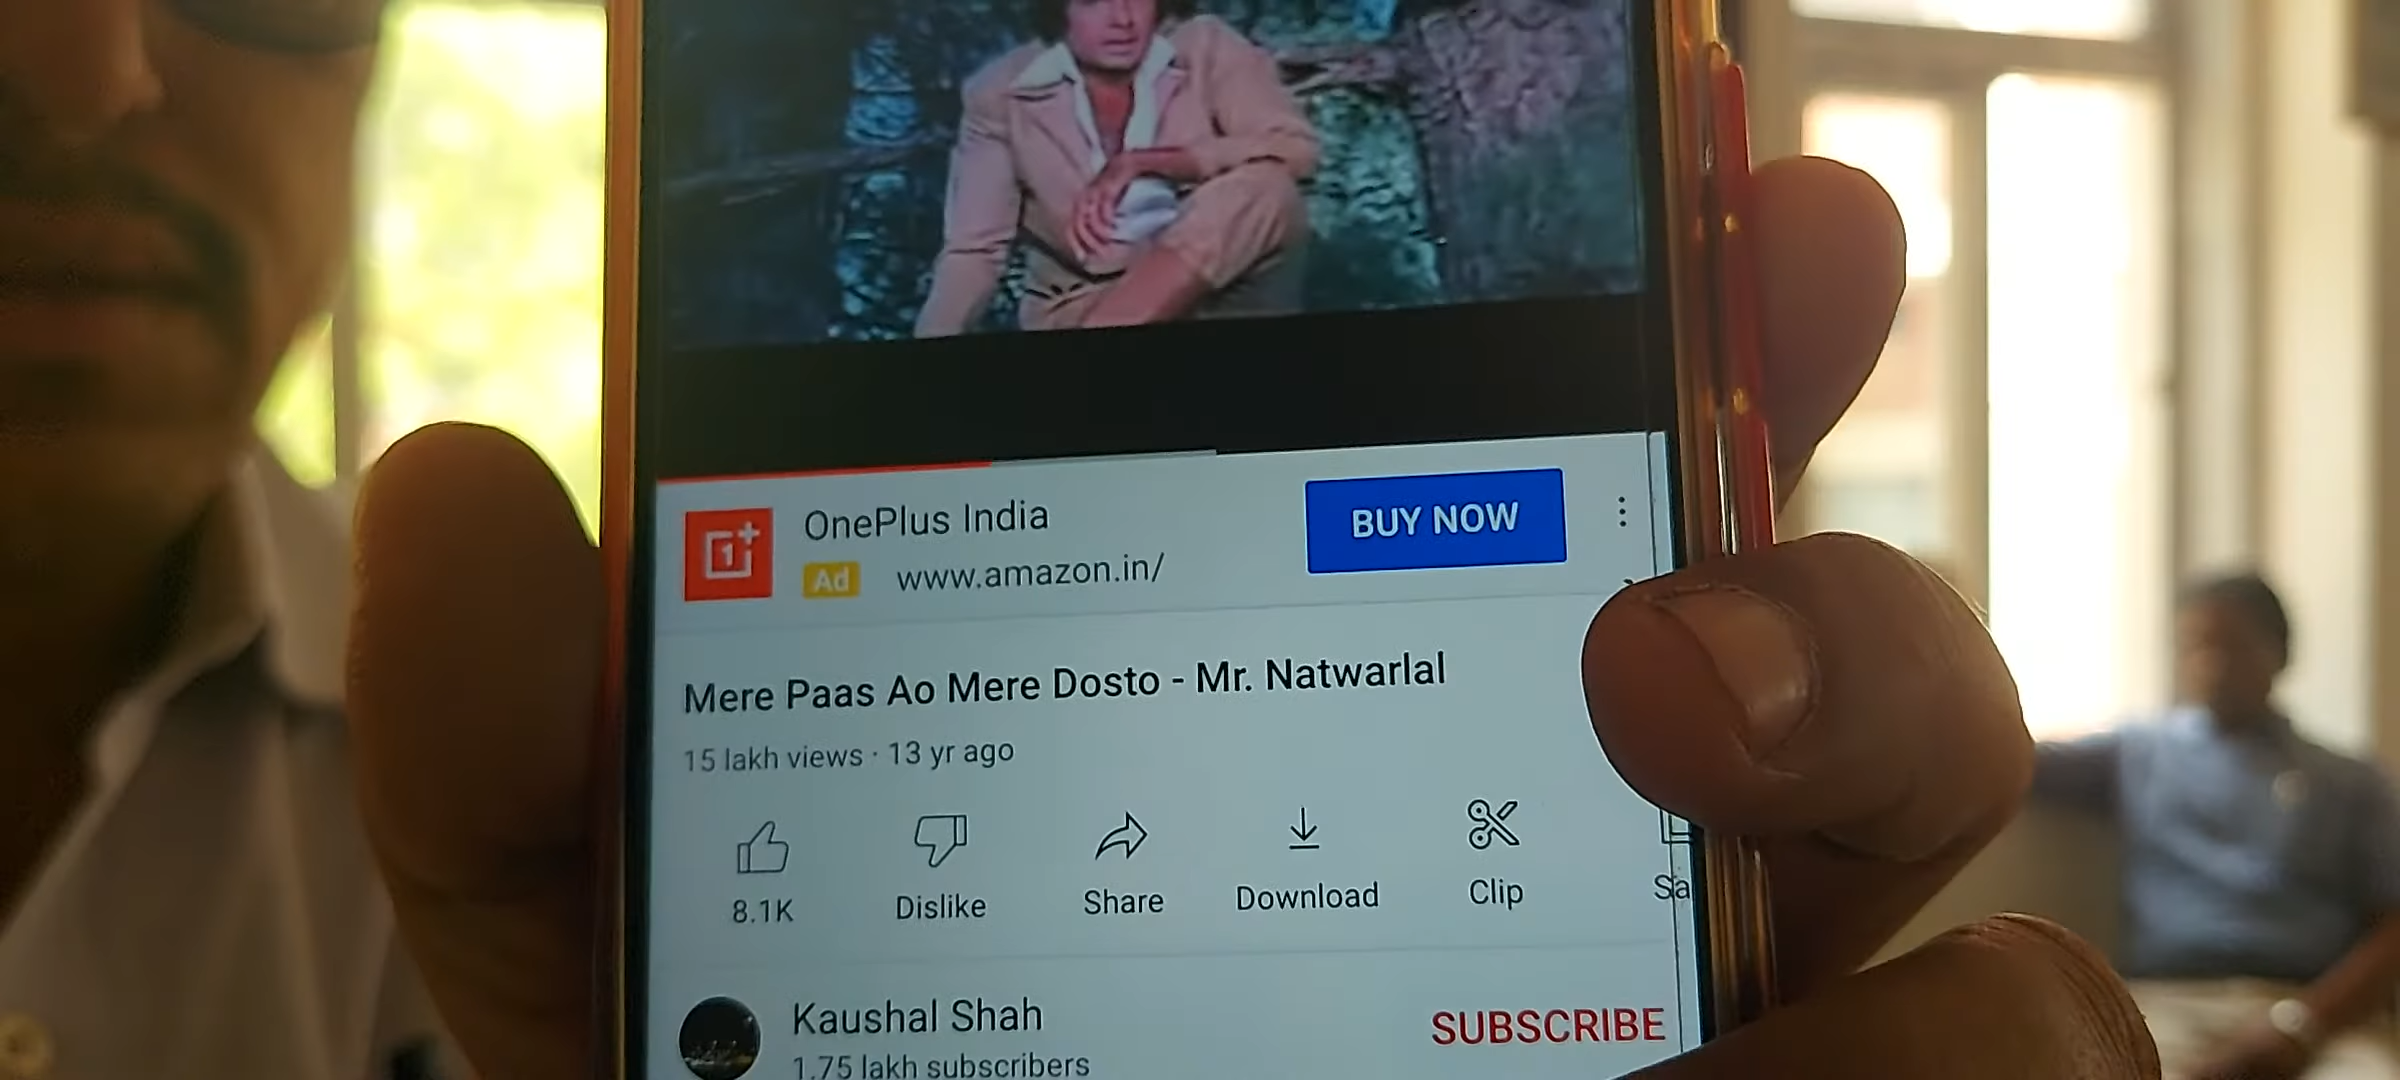 OnePlus India
BUY NOW
Ad www.amazon.in/
Mere Paas Ao Mere Dosto - Mr. Natwarlal
15 lakh views · 13 yr ago
8.1K Dislike Share Download Clip Sa
Kaushal Shah
SUBSCRIBE
1.75 lakh subscribers